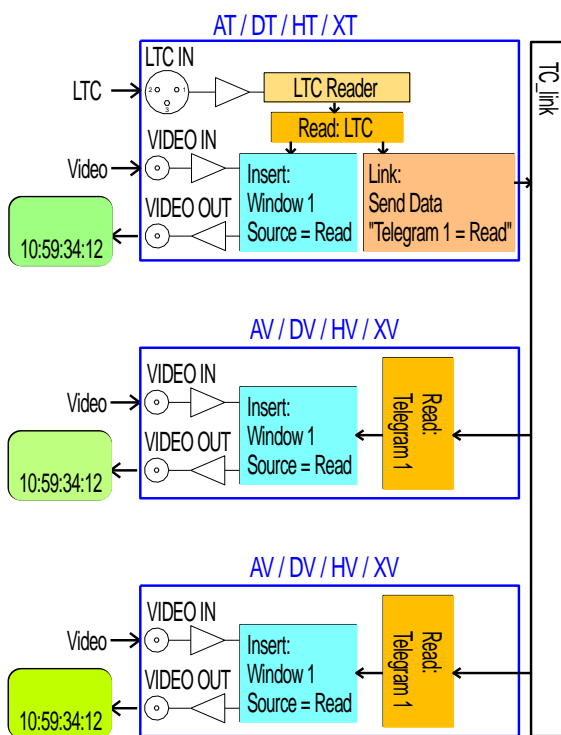 AT / DT / HT / XT
LTC IN
LTC
2
1
3
LTC Reader
Read: LTC
TC_link
VIDEO IN
Video
Insert:
Window 1
Source = Read
Link:
Send Data
"Telegram 1 = Read"
VIDEO OUT
10:59:34:12
AV / DV / HV / XV
VIDEO IN
Video
Insert:
Window 1
Source = Read
Read:
Telegram 1
VIDEO OUT
10:59:34:12
AV / DV / HV / XV
VIDEO IN
Video
Insert:
Window 1
Source = Read
Read:
Telegram 1
VIDEO OUT
10:59:34:12